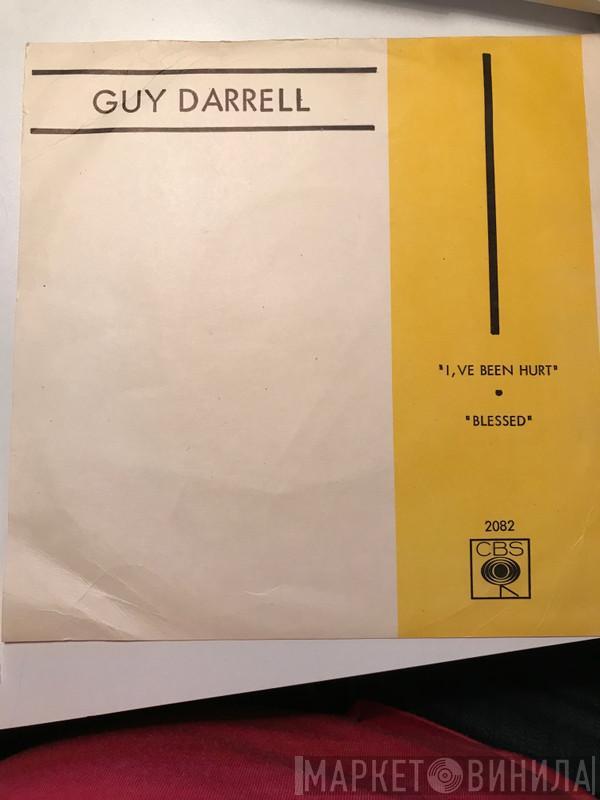 GUY DARRELL
"I,VE BEEN HURT"
"BLESSED"
2082
CBS
МАРКЕТ ВИНИЛА